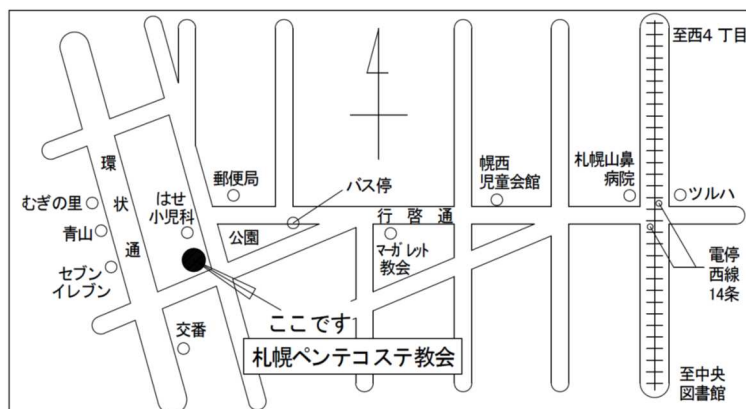 至西4丁目
環状通
郵便局
バス停
幌西
児童会館
札幌山鼻
病院
むぎの里
はせ
小児科
行啓通
ツルハ
青山
公園
マーガレット
教会
セブン
イレブン
電停
西線
14条
ここです
交番
札幌ペンテコステ教会
至中央
図書館